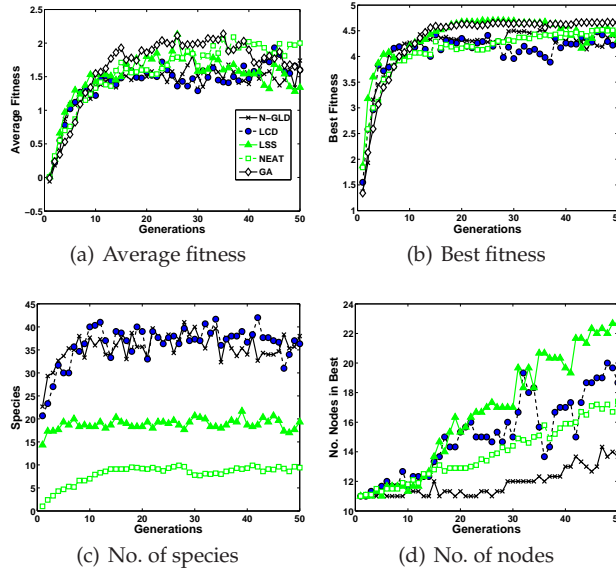 2.5
2
1.5
1
0.5
0
−0.5
0 10 20 30 40 50
Average Fitness
Generations
N−GLD
LCD
LSS
NEAT
GA
(a) Average fitness
5
4.5
4
3.5
3
2.5
2
1.5
1
0 10 20 30 40 50
Best Fitness
Generations
(b) Best fitness
45
40
35
30
25
20
15
10
5
0
0 10 20 30 40 50
Species
Generations
(c) No. of species
24
22
20
18
16
14
12
10
0 10 20 30 40 50
No. Nodes in Best
Generations
(d) No. of nodes